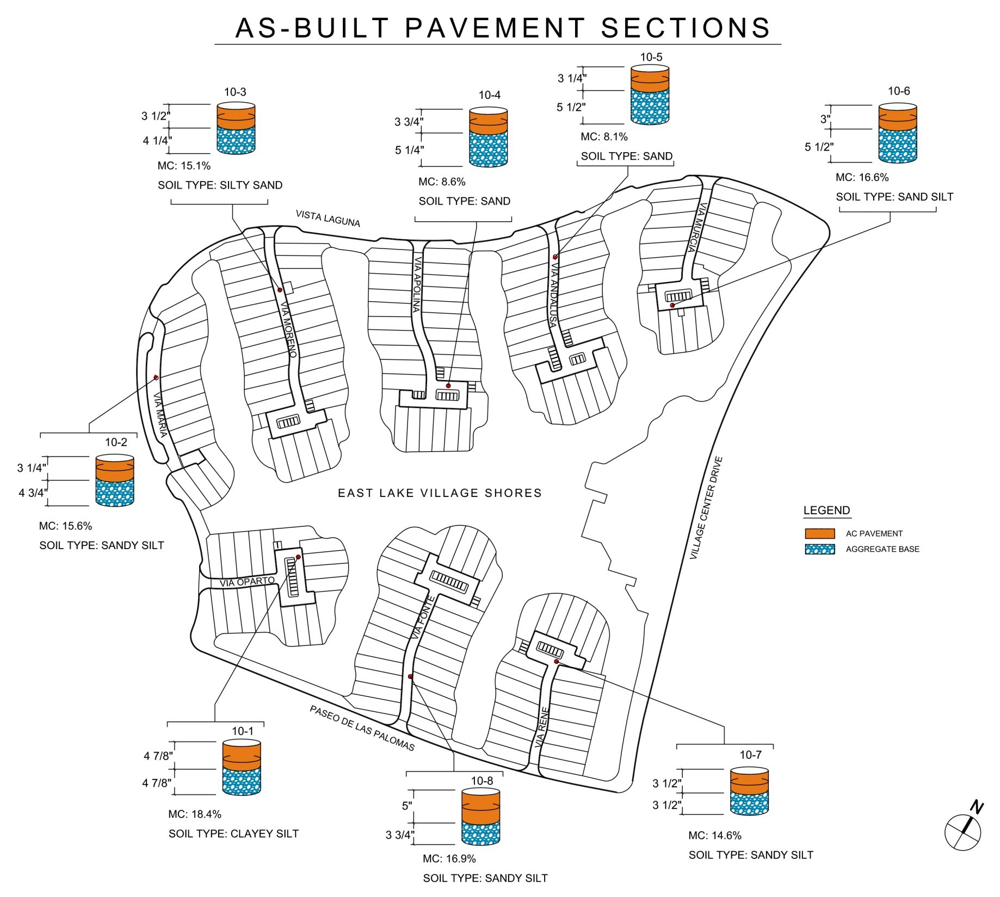 AS-BUILT PAVEMENT SECTIONS
10-5
3 1/4"
5 1/2"
MC: 8.1%
SOIL TYPE: SAND
10-3
3 1/2"
4 1/4"
MC: 15.1%
SOIL TYPE: SILTY SAND
10-4
3 3/4"
5 1/4"
MC: 8.6%
SOIL TYPE: SAND
10-6
3"
5 1/2"
MC: 16.6%
SOIL TYPE: SAND SILT
VISTA LAGUNA
VIA MURCIA
VIA APOLINA
VIA ANDALUSA
VIA MORENO
VIA MARIA
10-2
3 1/4"
4 3/4"
MC: 15.6%
SOIL TYPE: SANDY SILT
EAST LAKE VILLAGE SHORES
VILLAGE CENTER DRIVE
LEGEND
AC PAVEMENT
AGGREGATE BASE
VIA OPARTO
VIA FONTE
VIA RENE
PASEO DE LAS PALOMAS
10-1
4 7/8"
4 7/8"
MC: 18.4%
SOIL TYPE: CLAYEY SILT
10-8
5"
3 3/4"
MC: 16.9%
SOIL TYPE: SANDY SILT
10-7
3 1/2"
3 1/2"
MC: 14.6%
SOIL TYPE: SANDY SILT
N